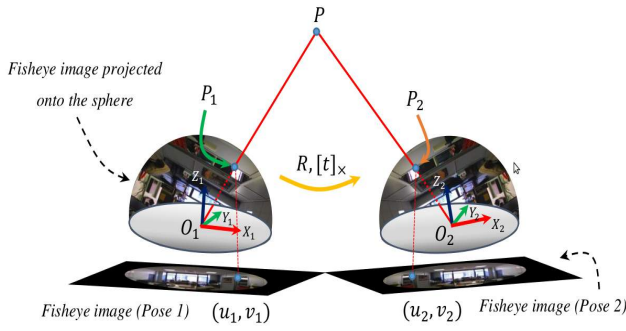 P
Fisheye image projected
onto the sphere
P₁
P₂
R, [t]ₓ
Z₁
Y₁
X₁
O₁
Z₂
Y₂
X₂
O₂
Fisheye image (Pose 1)
(u₁, v₁)
(u₂, v₂)
Fisheye image (Pose 2)